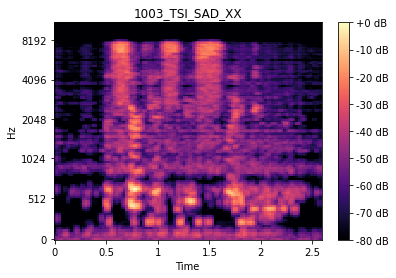 1003_TSI_SAD_XX
+0 dB
8192
-10 dB
4096
-20 dB
-30 dB
2048
Hz
-40 dB
1024
-50 dB
512
-60 dB
-70 dB
0
-80 dB
0 0.5 1 1.5 2 2.5
Time